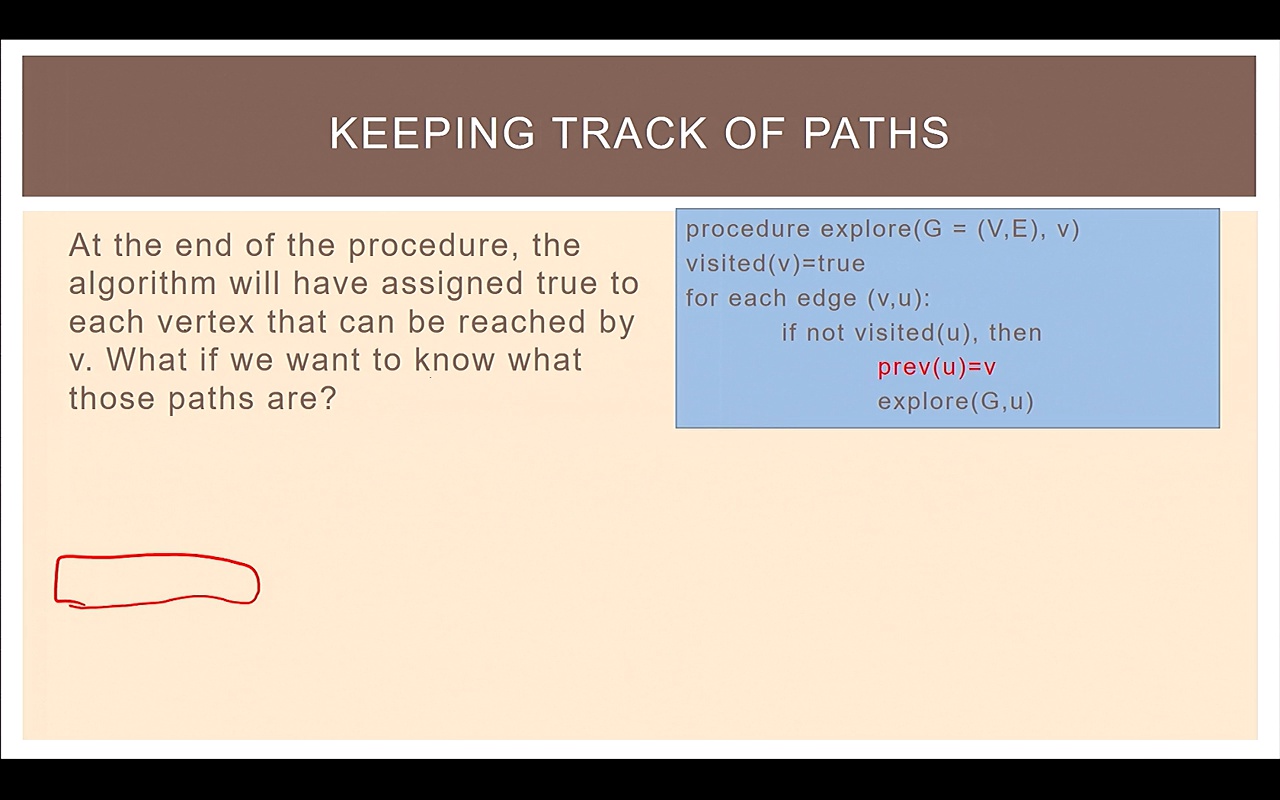 KEEPING TRACK OF PATHS
At the end of the procedure, the
algorithm will have assigned true to
each vertex that can be reached by
v. What if we want to know what
those paths are?
procedure explore(G = (V,E), v)
visited(v)=true
for each edge (v,u):
if not visited(u), then
prev(u)=v
explore(G,u)